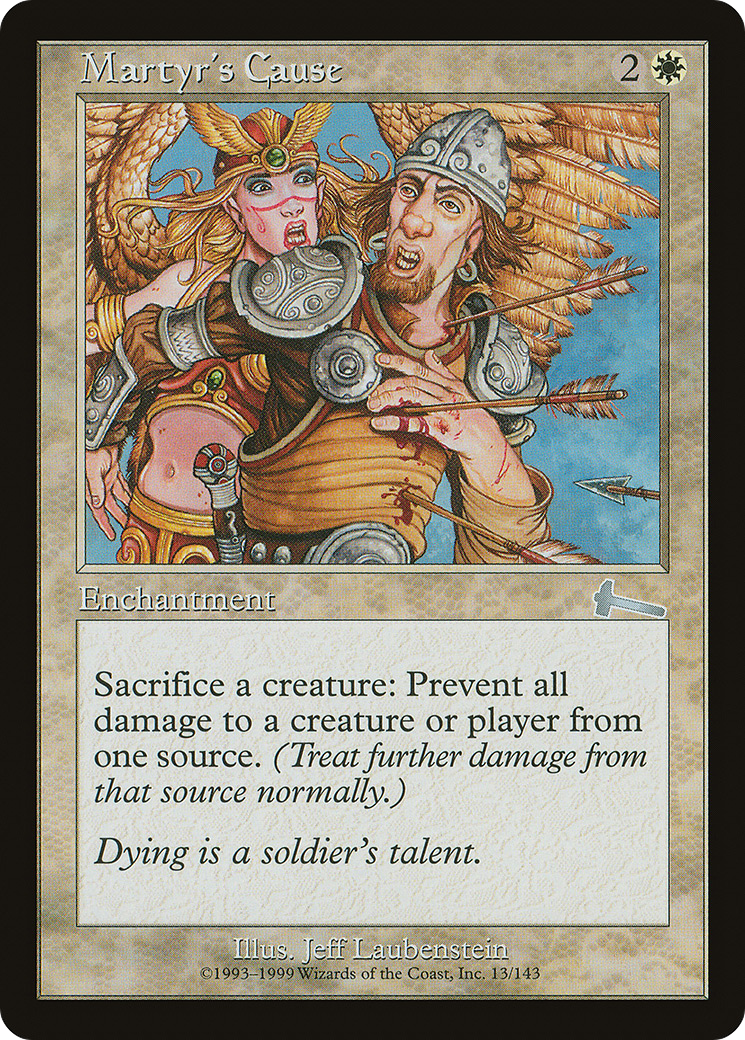 Martyr's Cause 2
Enchantment
Sacrifice a creature: Prevent all
damage to a creature or player from
one source. (Treat further damage from
that source normally.)
Dying is a soldier's talent.
Illus. Jeff Laubenstein
©1993–1999 Wizards of the Coast, Inc. 13/143